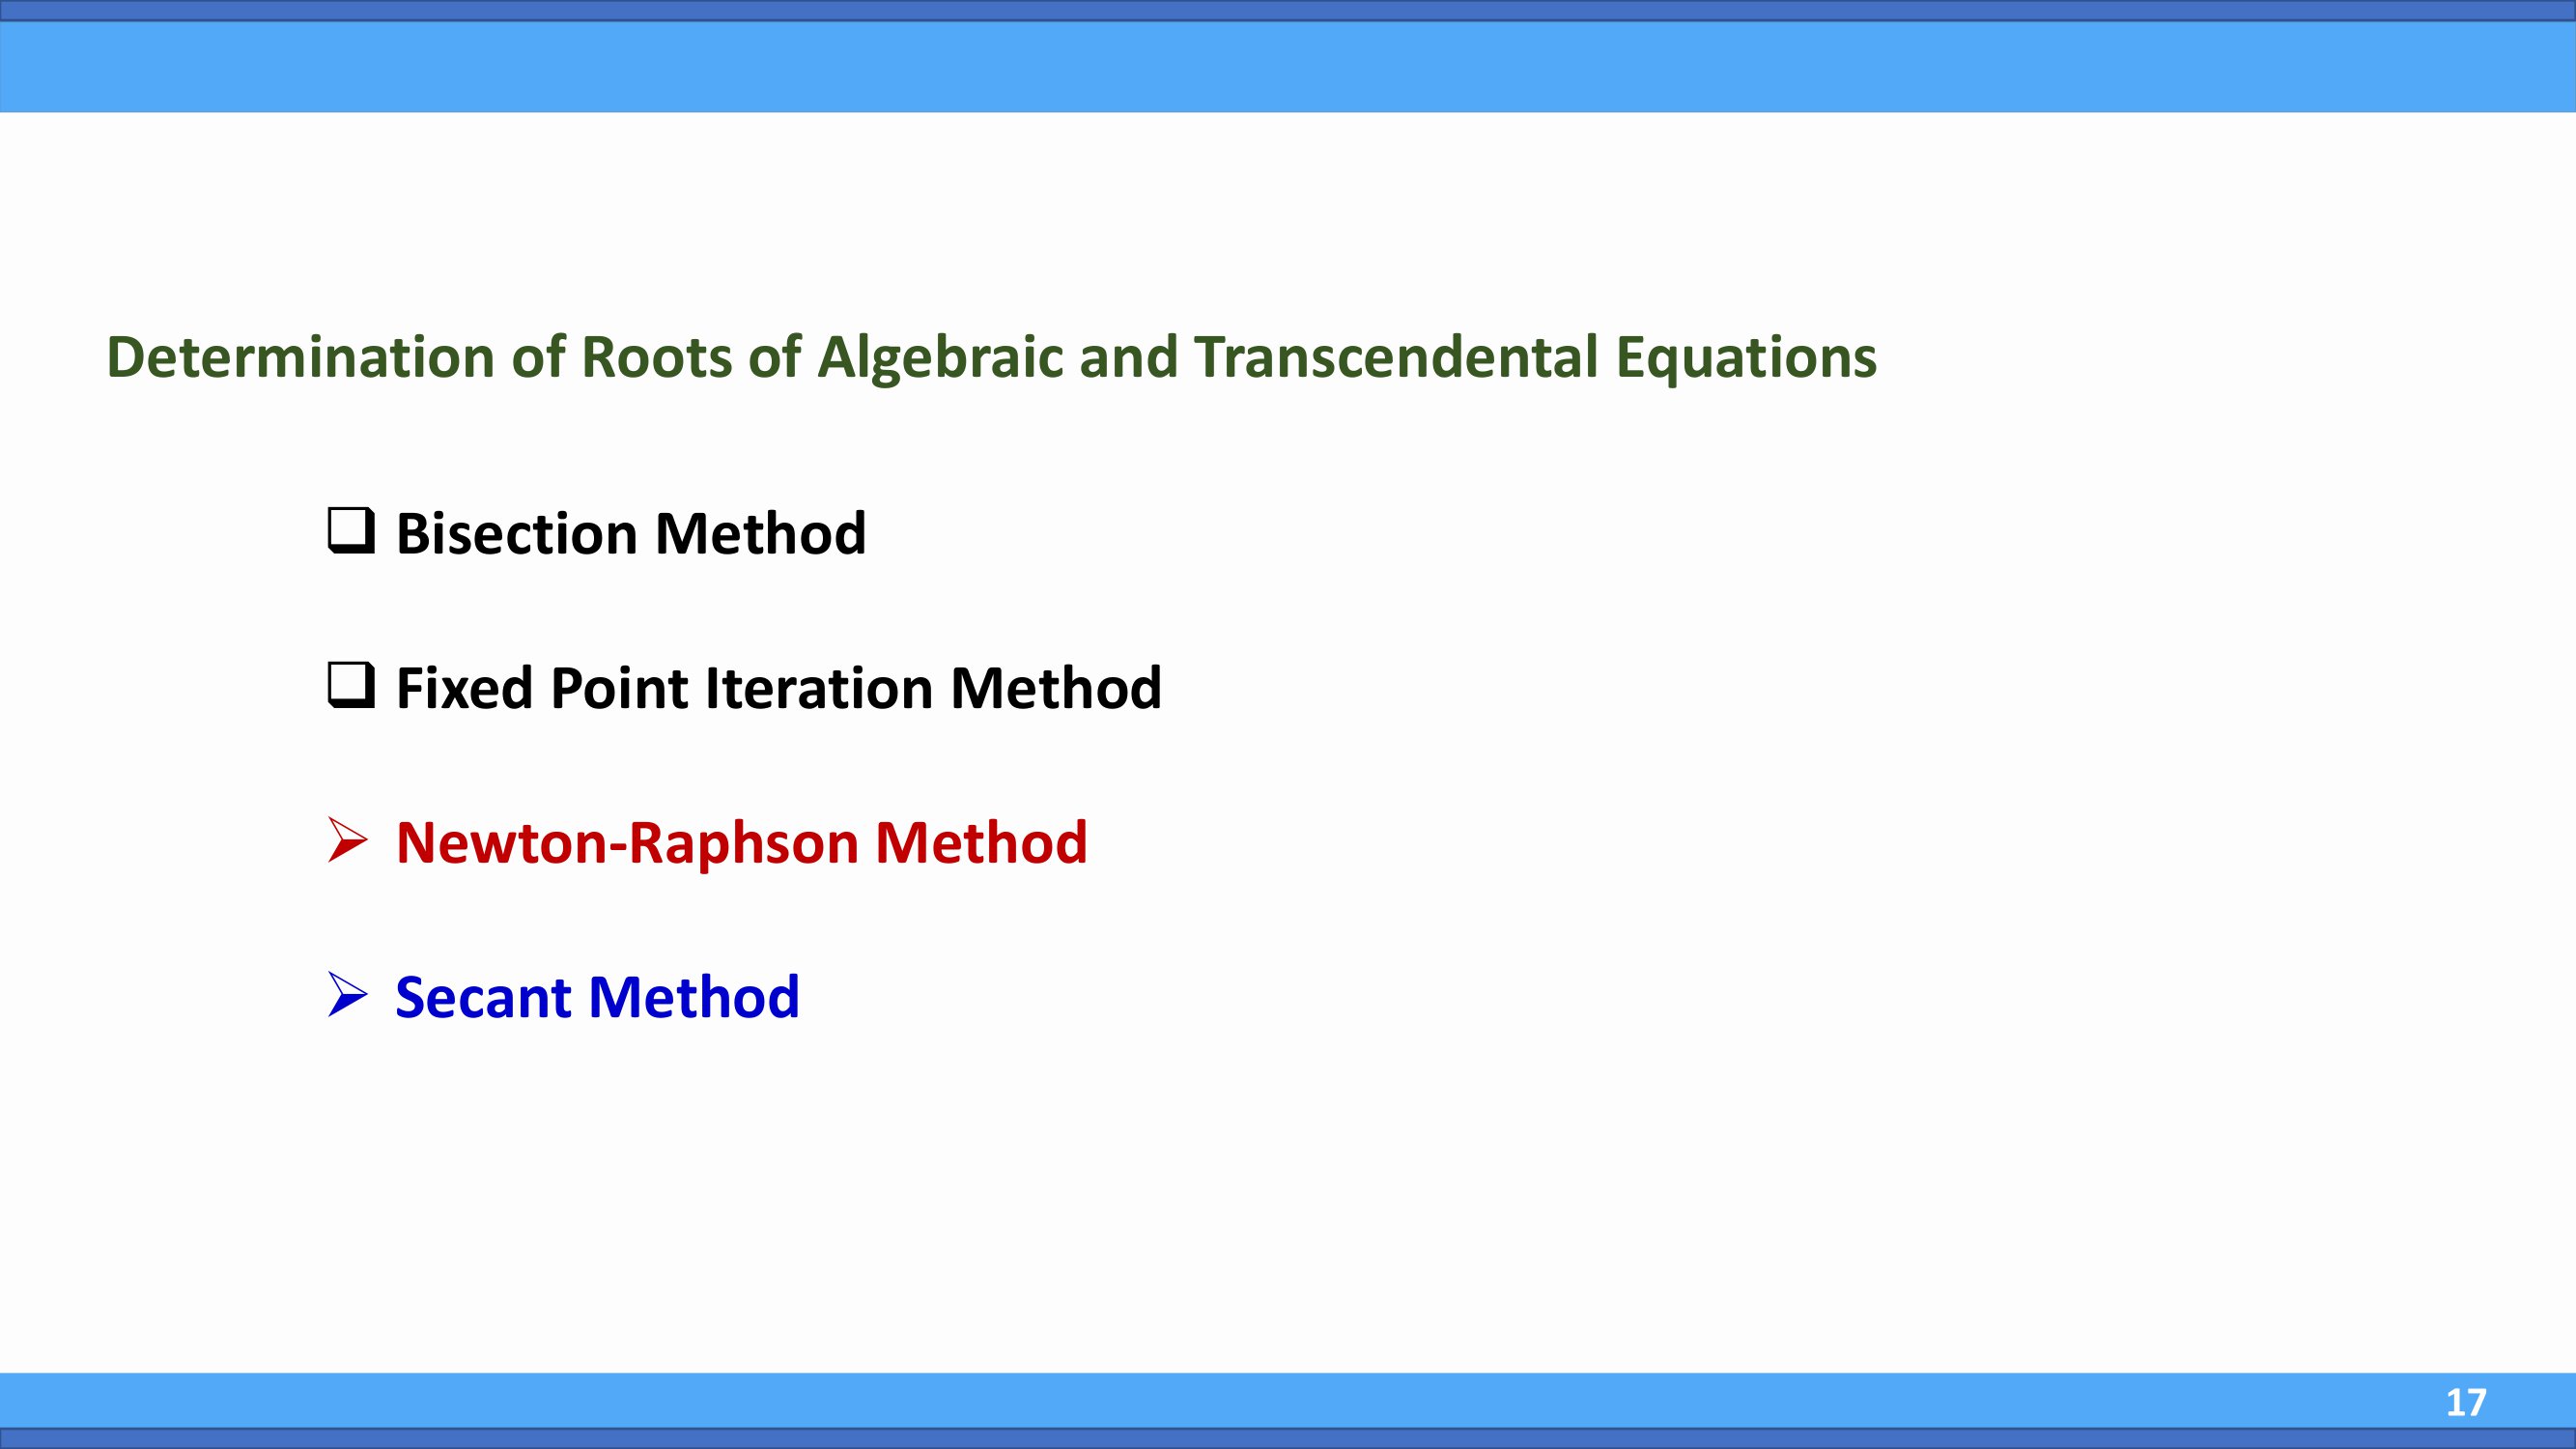 Determination of Roots of Algebraic and Transcendental Equations
❑ Bisection Method
❑ Fixed Point Iteration Method
➢ Newton-Raphson Method
➢ Secant Method
17